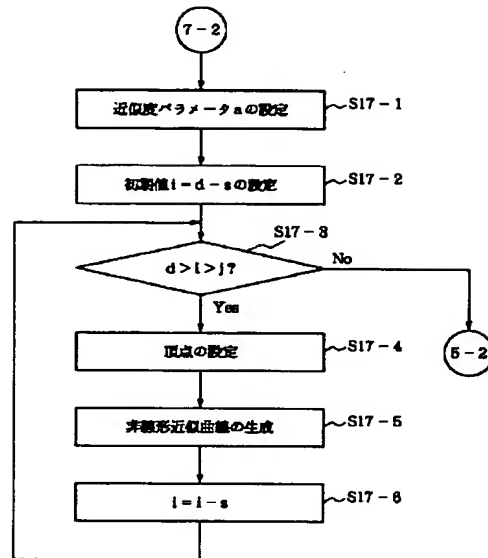 7-2
近似度パラメータaの設定
S17-1
初期値i=d-sの設定
S17-2
S17-3
d>i>j?
No
Yes
5-2
頂点の設定
S17-4
非線形近似曲線の生成
S17-5
i=i-s
S17-6